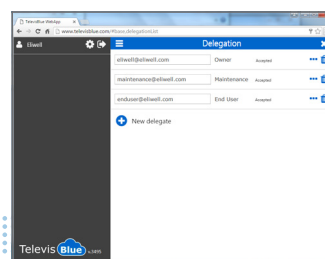 TelevisBlue WebApp
www.televisblue.com/#base.delegationList
Eliwell
Delegation
eliwell@eliwell.com Owner Accepted
maintenance@eliwell.com Maintenance Accepted
enduser@eliwell.com End User Accepted
New delegate
Televis Blue v.3495